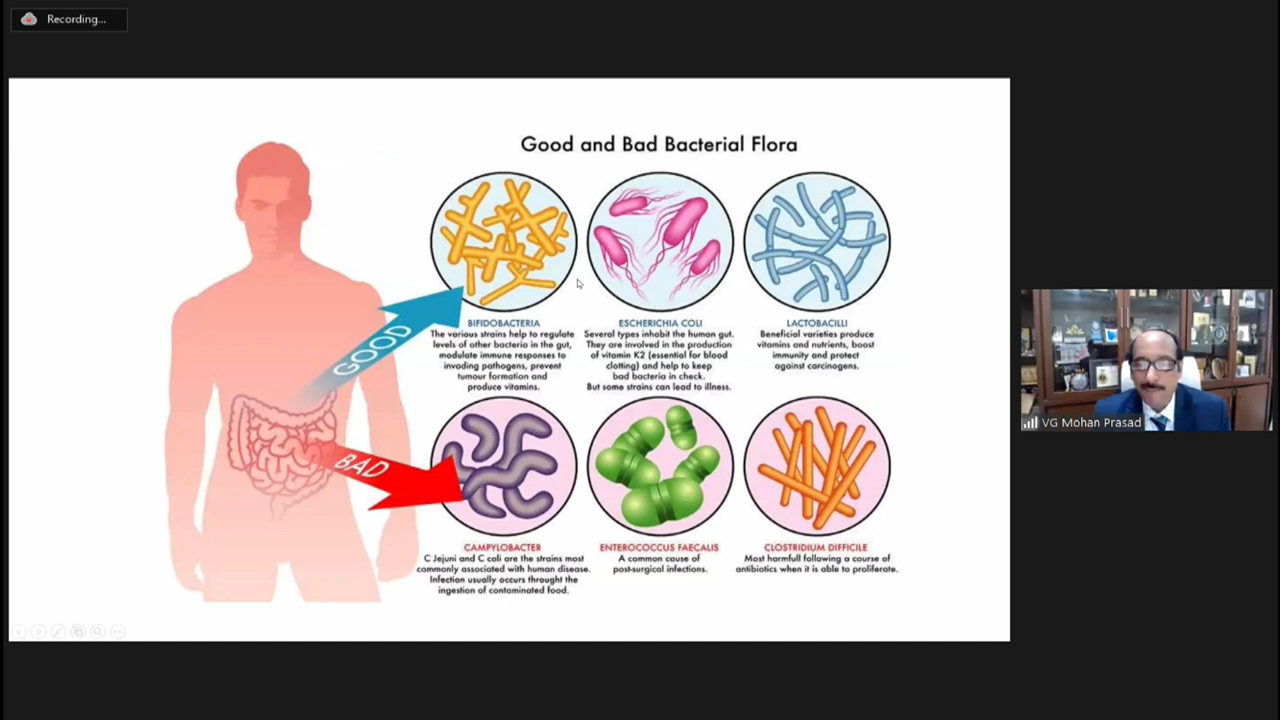 Recording...
Good and Bad Bacterial Flora
GOOD
BAD
BIFIDOBACTERIA
The various strains help to regulate
levels of other bacteria in the gut,
modulate immune responses to
invading pathogens, prevent
tumour formation and
produce vitamins.
ESCHERICHIA COLI
Several types inhabit the human gut.
They are involved in the production
of vitamin K2 (essential for blood
clotting) and help to keep
bad bacteria in check.
But some strains can lead to illness.
LACTOBACILLI
Beneficial varieties produce
vitamins and nutrients, boost
immunity and protect
against carcinogens.
CAMPYLOBACTER
C Jejuni and C coli are the strains most
commonly associated with human disease.
Infection usually occurs throught the
ingestion of contaminated food.
ENTEROCOCCUS FAECALIS
A common cause of
post-surgical infections.
CLOSTRIDIUM DIFFICILE
Most harmfull following a course of
antibiotics when it is able to proliferate.
VG Mohan Prasad